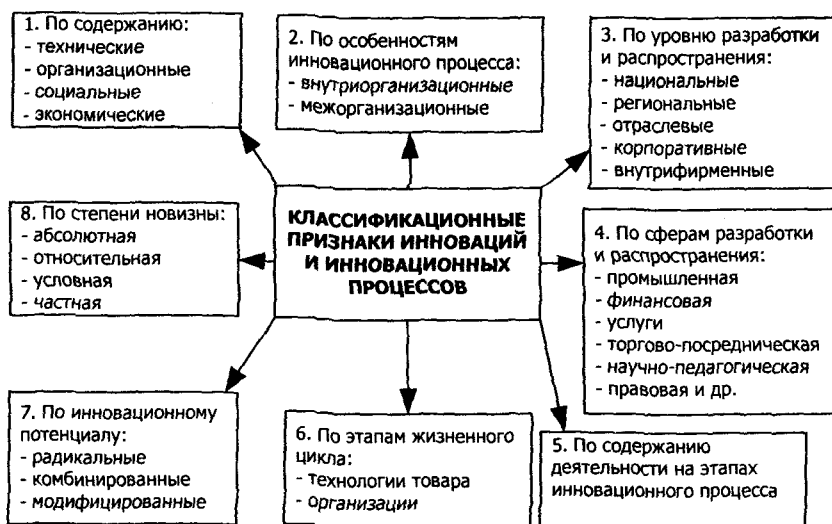 1. По содержанию:
- технические
- организационные
- социальные
- экономические
2. По особенностям
инновационного процесса:
- внутриорганизационные
- межорганизационные
3. По уровню разработки
и распространения:
- национальные
- региональные
- отраслевые
- корпоративные
- внутрифирменные
КЛАССИФИКАЦИОННЫЕ
ПРИЗНАКИ ИННОВАЦИЙ
И ИННОВАЦИОННЫХ
ПРОЦЕССОВ
4. По сферам разработки
и распространения:
- промышленная
- финансовая
- услуги
- торгово-посредническая
- научно-педагогическая
- правовая и др.
5. По содержанию
деятельности на этапах
инновационного процесса
6. По этапам жизненного
цикла:
- технологии товара
- организации
7. По инновационному
потенциалу:
- радикальные
- комбинированные
- модифицированные
8. По степени новизны:
- абсолютная
- относительная
- условная
- частная